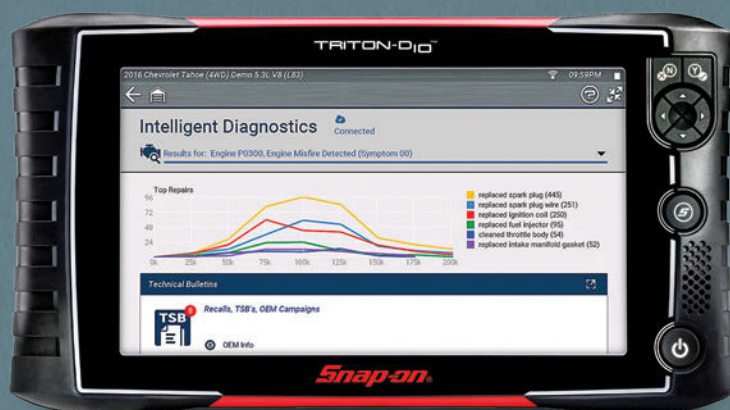 TRITON-D10™
2016 Chevrolet Tahoe (4WD) Demo 5.3L V8 (L83)
09:59PM
N
Y
Intelligent Diagnostics
Connected
Results for: Engine P0300, Engine Misfire Detected (Symptom 00)
Top Repairs
96
72
48
24
0k 25k 50k 75k 100k 125k 150k 175k 200k
replaced spark plug (445)
replaced spark plug wire (251)
replaced ignition coil (250)
replaced fuel injector (95)
cleaned throttle body (54)
replaced intake manifold gasket (52)
S
Technical Bulletins
TSB
Recalls, TSB's, OEM Campaigns
OEM Info
Snap-on®